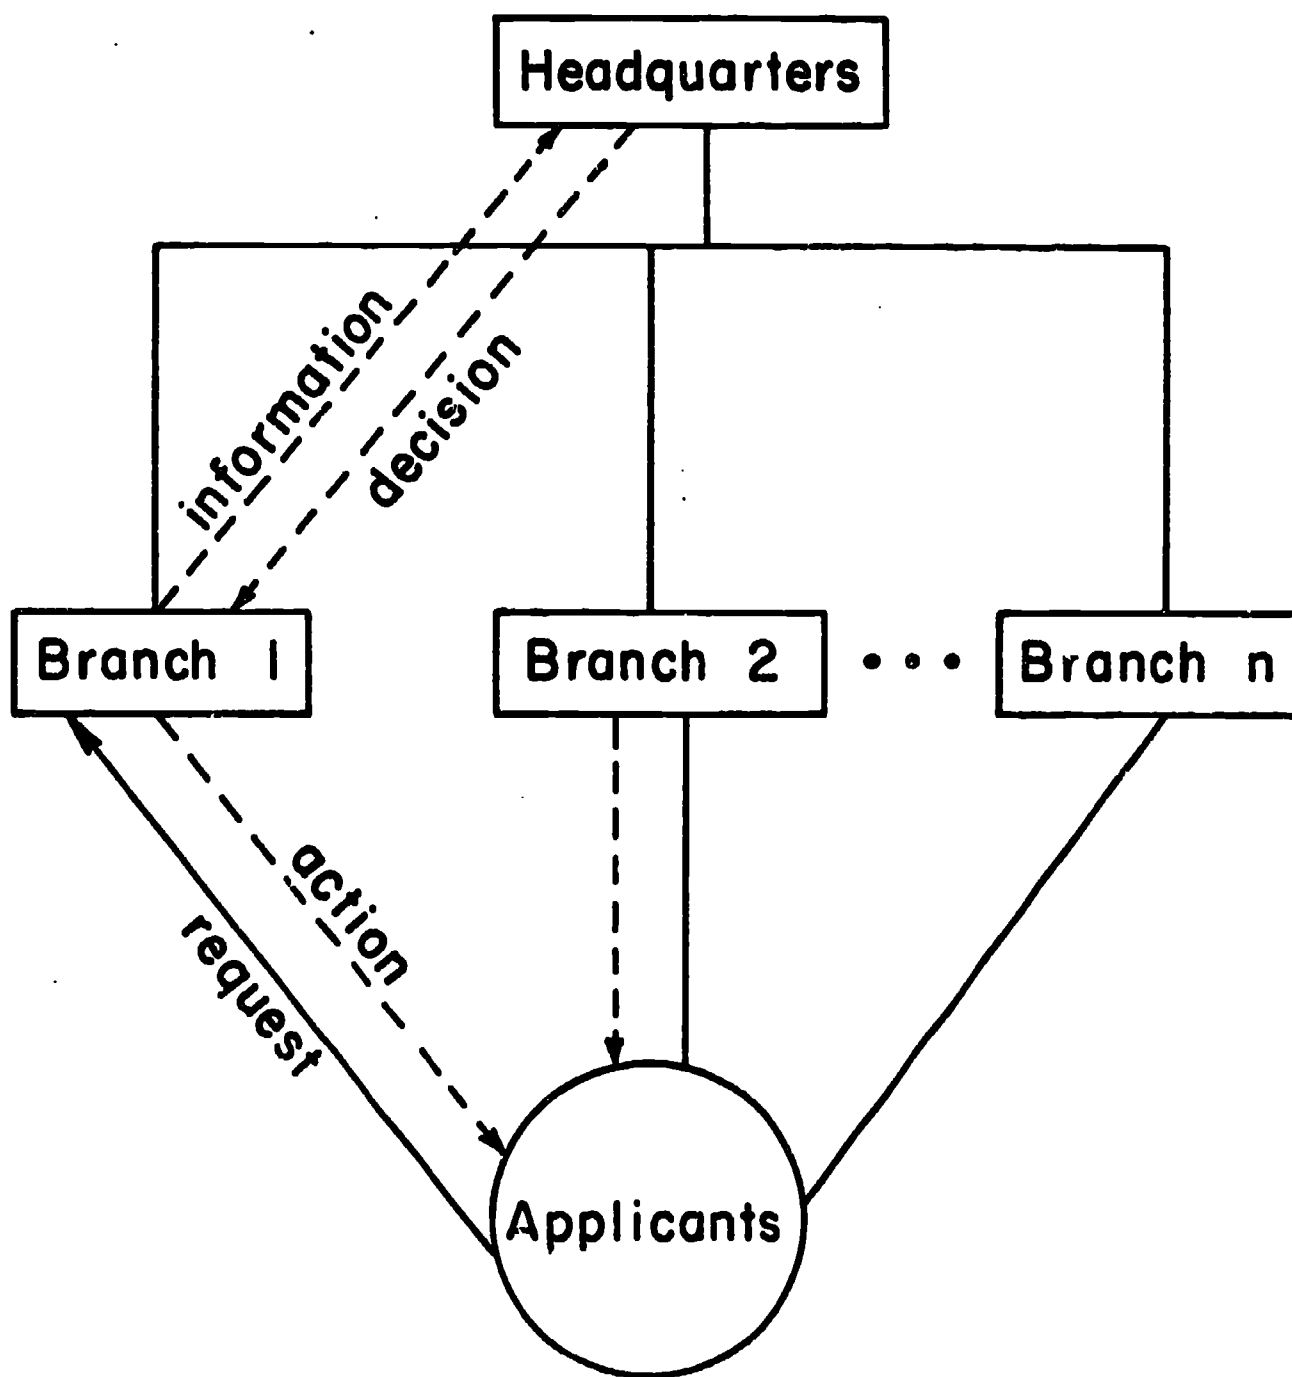 Headquarters
information
decision
Branch 1
Branch 2
Branch n
action
request
Applicants